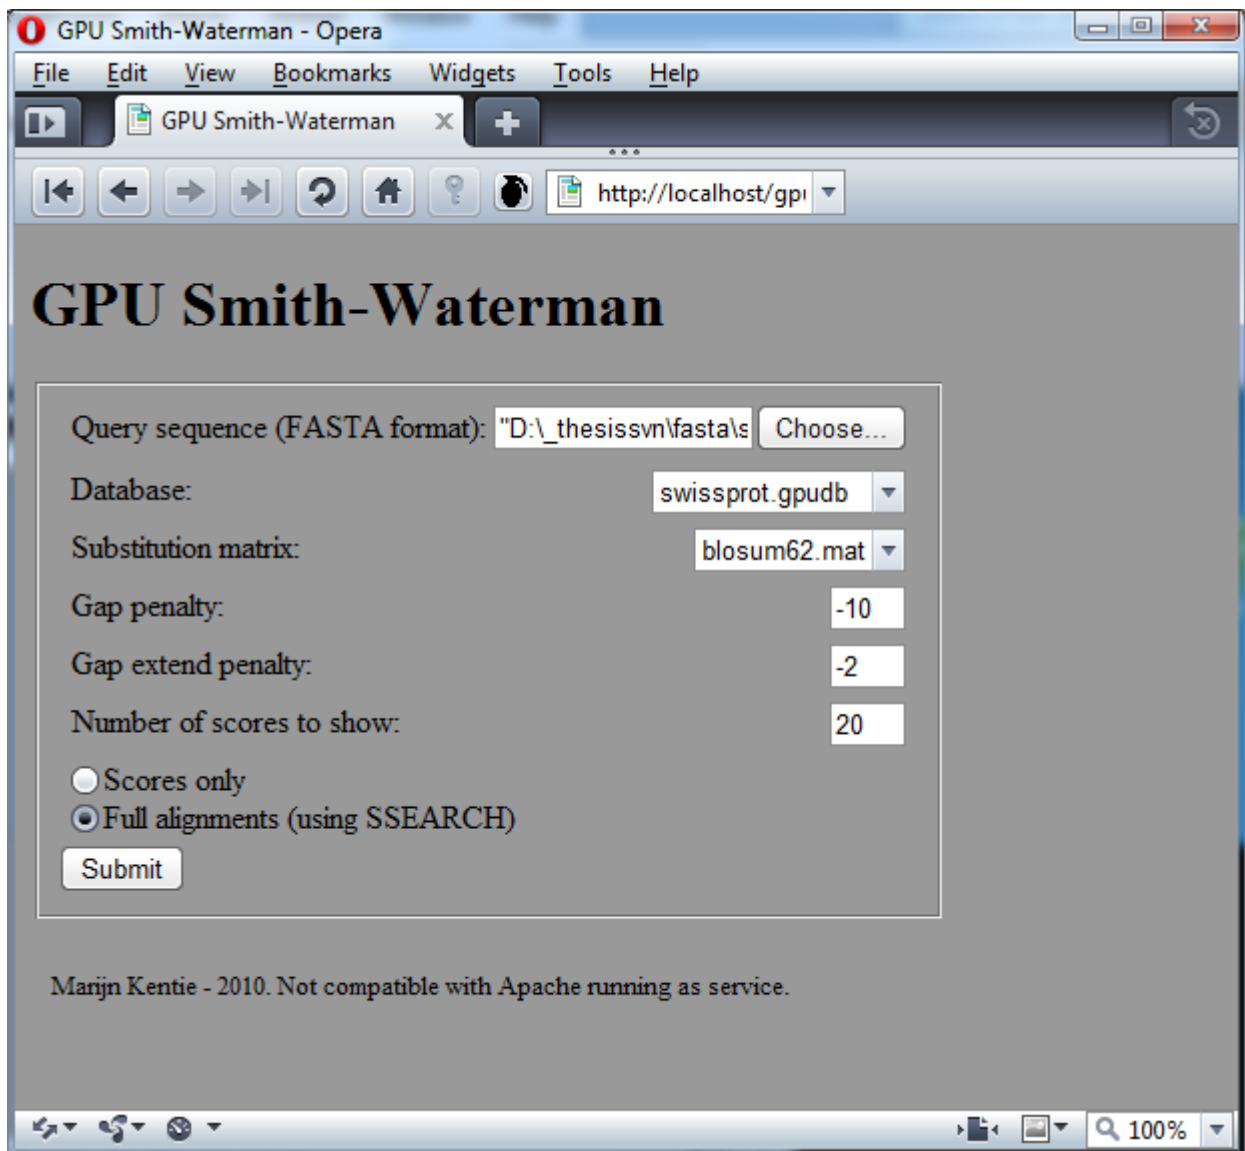 GPU Smith-Waterman - Opera
File Edit View Bookmarks Widgets Tools Help
GPU Smith-Waterman
http://localhost/gpu
GPU Smith-Waterman
Query sequence (FASTA format): "D:\_thesissvn\fasta\s Choose...
Database: swissprot.gpudb
Substitution matrix: blosum62.mat
Gap penalty: -10
Gap extend penalty: -2
Number of scores to show: 20
Scores only
Full alignments (using SSEARCH)
Submit
Marijn Kentie - 2010. Not compatible with Apache running as service.
100%